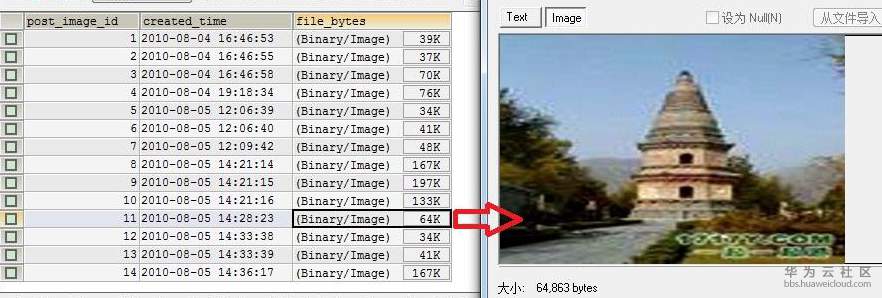 post_image_id created_time file_bytes
1 2010-08-04 16:46:53 (Binary/Image) 39K
2 2010-08-04 16:46:55 (Binary/Image) 37K
3 2010-08-04 16:46:58 (Binary/Image) 70K
4 2010-08-04 19:18:34 (Binary/Image) 76K
5 2010-08-05 12:06:39 (Binary/Image) 34K
6 2010-08-05 12:06:40 (Binary/Image) 41K
7 2010-08-05 12:09:42 (Binary/Image) 48K
8 2010-08-05 14:21:14 (Binary/Image) 167K
9 2010-08-05 14:21:15 (Binary/Image) 197K
10 2010-08-05 14:21:16 (Binary/Image) 133K
11 2010-08-05 14:28:23 (Binary/Image) 64K
12 2010-08-05 14:33:38 (Binary/Image) 34K
13 2010-08-05 14:33:39 (Binary/Image) 41K
14 2010-08-05 14:36:17 (Binary/Image) 167K
Text Image 设为 Null(N) 从文件导入
大小: 64,863 bytes
华为云社区
bbs.huaweicloud.com